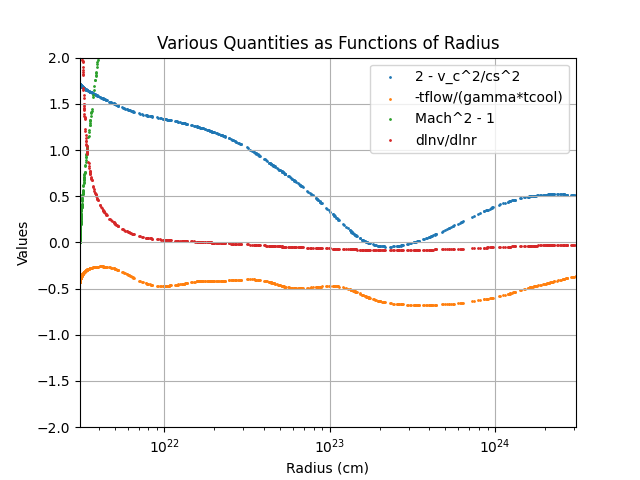 Various Quantities as Functions of Radius
2 - v_c^2/cs^2
-tflow/(gamma*tcool)
Mach^2 - 1
dlnv/dlnr
Values
2.0
1.5
1.0
0.5
0.0
−0.5
−1.0
−1.5
−2.0
10^22 10^23 10^24
Radius (cm)